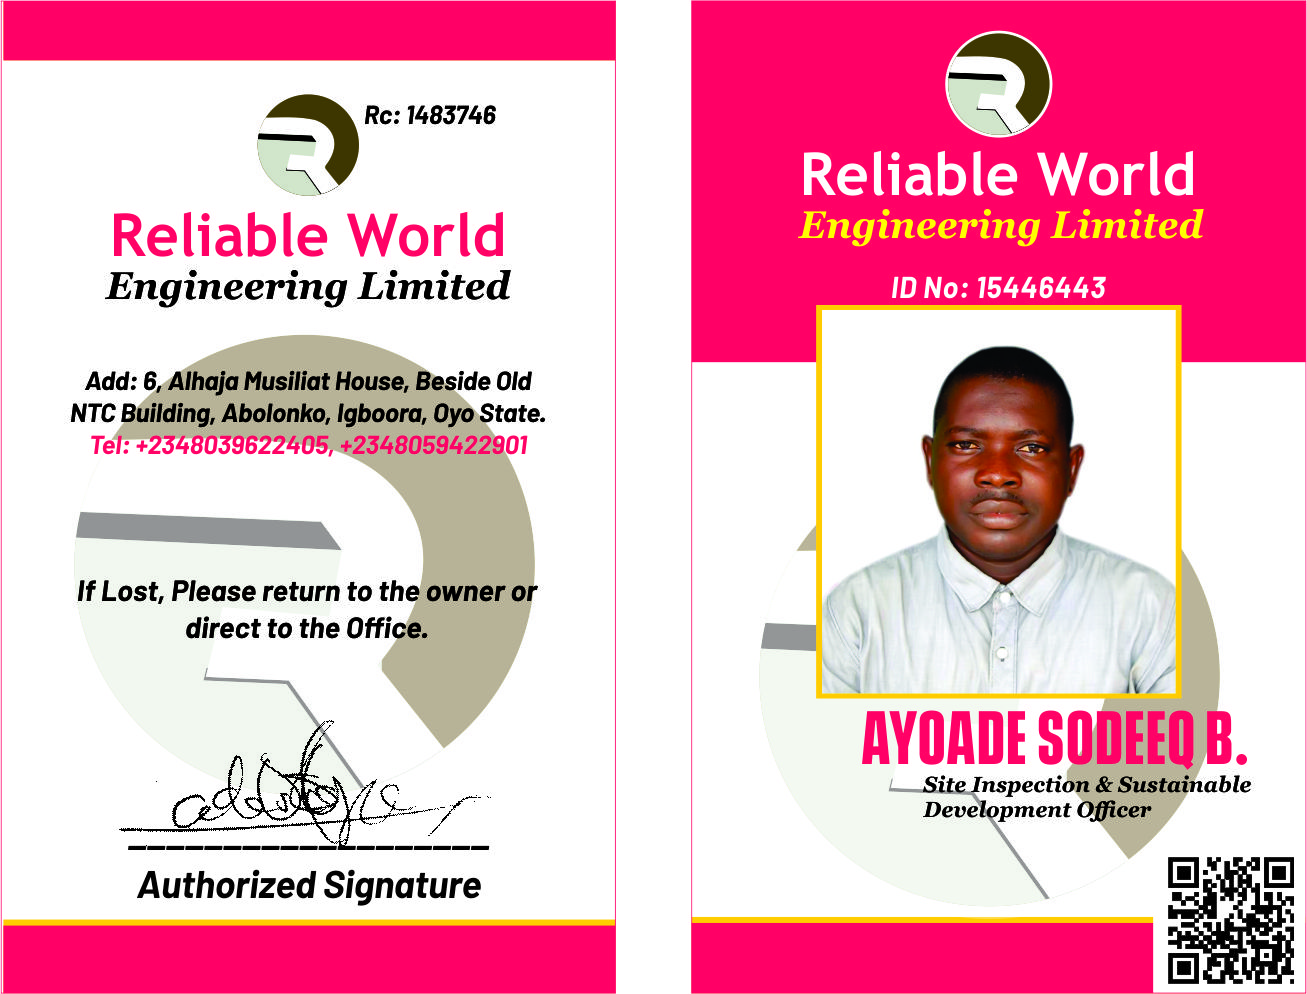 Rc: 1483746
Reliable World
Engineering Limited
Add: 6, Alhaja Musiliat House, Beside Old
NTC Building, Abolonko, Igboora, Oyo State.
Tel: +2348039622405, +2348059422901
If Lost, Please return to the owner or
direct to the Office.
Authorized Signature
Reliable World
Engineering Limited
ID No: 15446443
AYOADE SODEEQ B.
Site Inspection & Sustainable
Development Officer